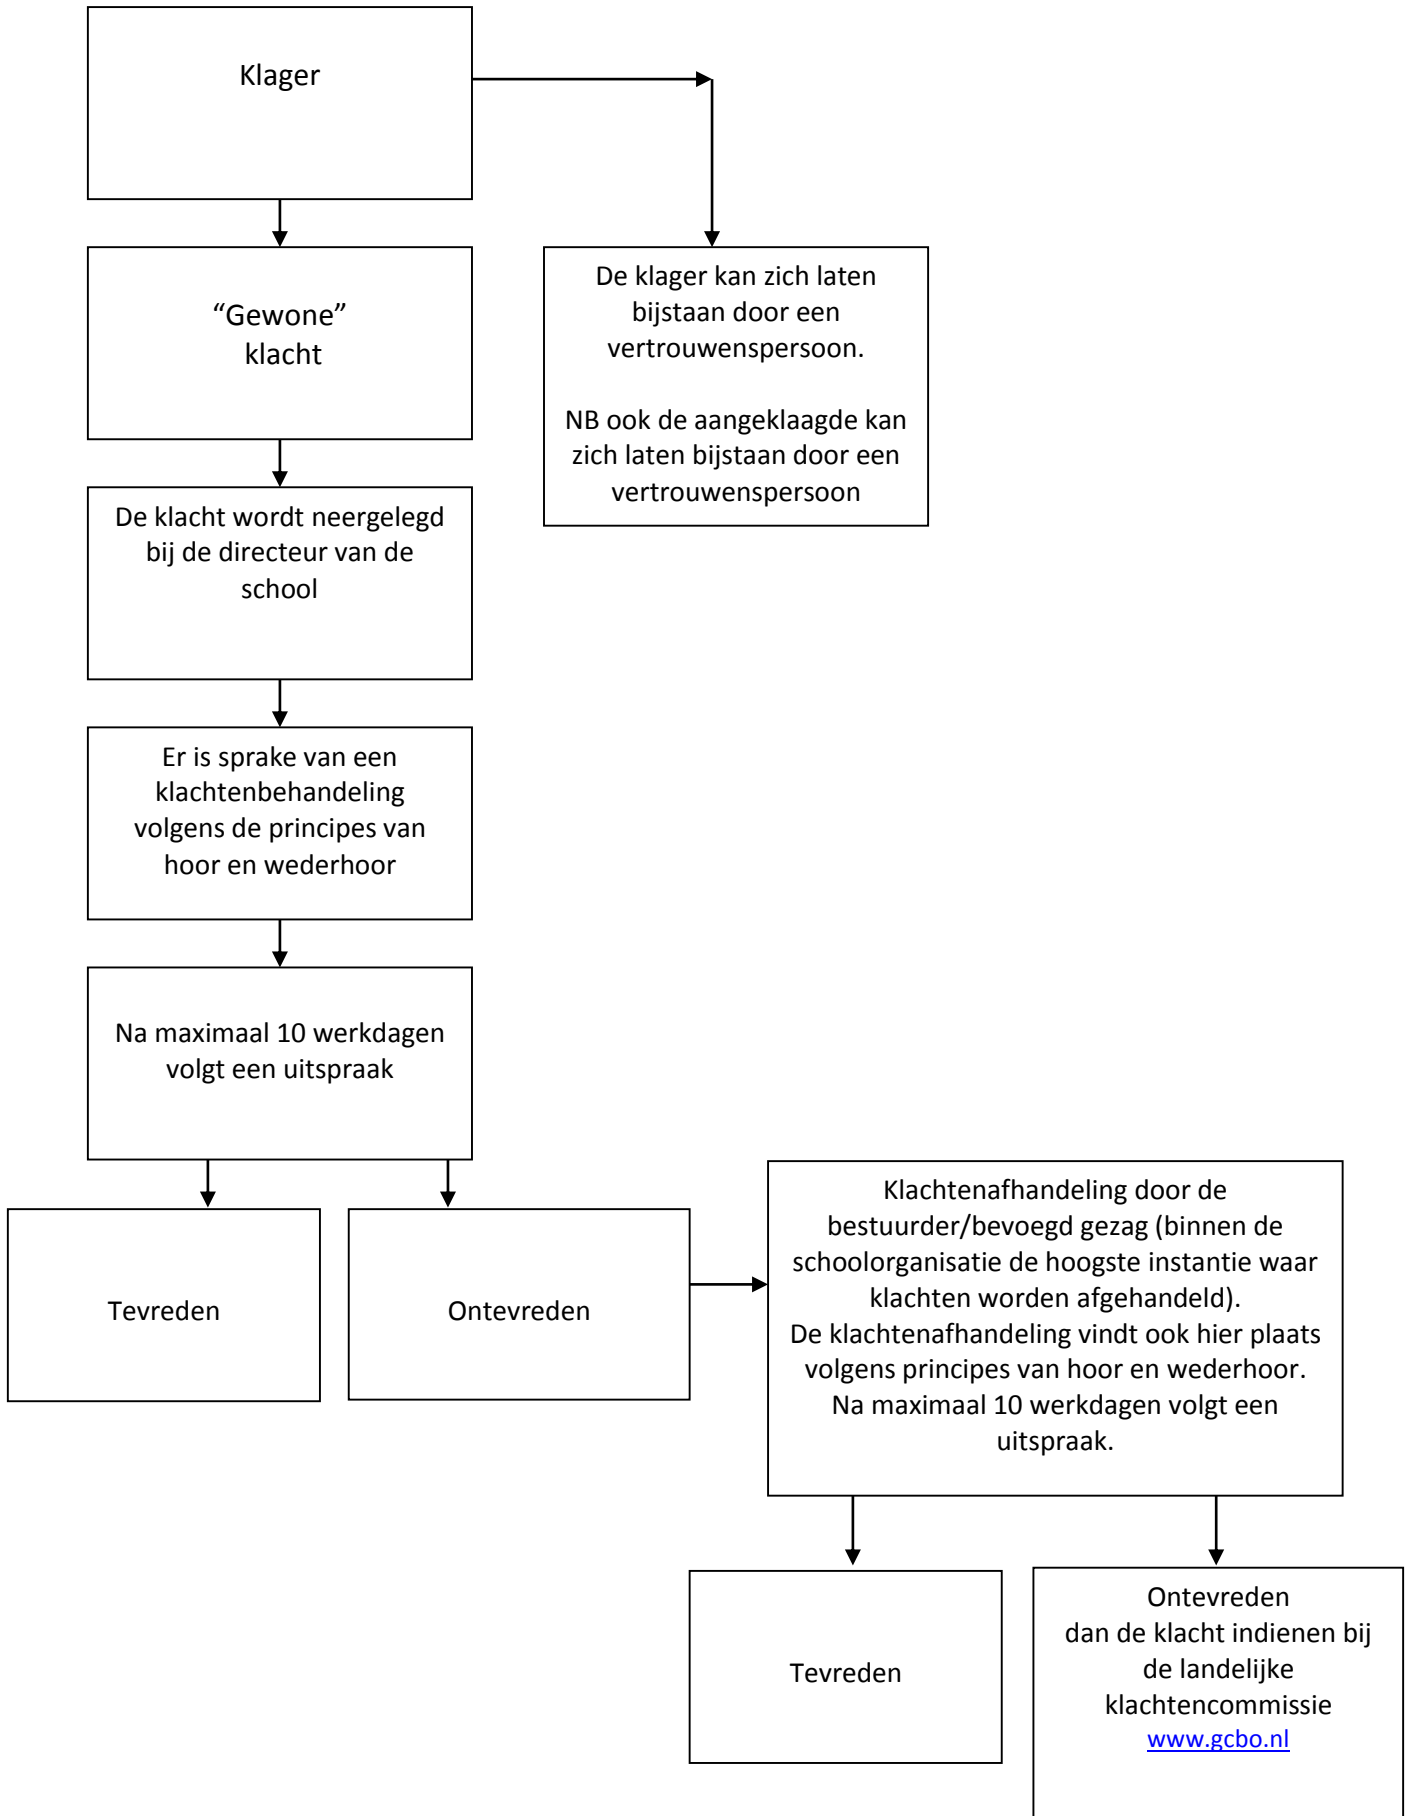 Klager
“Gewone”
klacht
De klager kan zich laten
bijstaan door een
vertrouwenspersoon.
NB ook de aangeklaagde kan
zich laten bijstaan door een
vertrouwenspersoon
De klacht wordt neergelegd
bij de directeur van de
school
Er is sprake van een
klachtenbehandeling
volgens de principes van
hoor en wederhoor
Na maximaal 10 werkdagen
volgt een uitspraak
Tevreden
Ontevreden
Klachtenafhandeling door de
bestuurder/bevoegd gezag (binnen de
schoolorganisatie de hoogste instantie waar
klachten worden afgehandeld).
De klachtenafhandeling vindt ook hier plaats
volgens principes van hoor en wederhoor.
Na maximaal 10 werkdagen volgt een
uitspraak.
Tevreden
Ontevreden
dan de klacht indienen bij
de landelijke
klachtencommissie
www.gcbo.nl